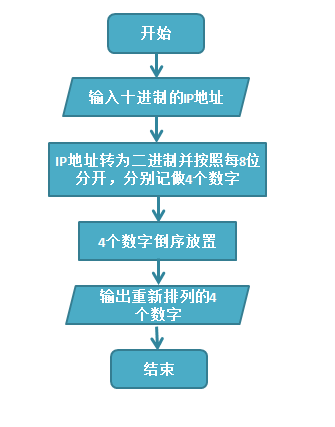 开始
输入十进制的IP地址
IP地址转为二进制并按照每8位
分开，分别记做4个数字
4个数字倒序放置
输出重新排列的4
个数字
结束